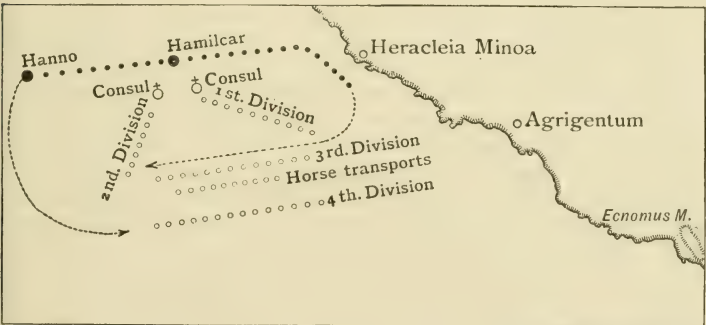 Hanno
Hamilcar
Heracleia Minoa
Consul
Consul
1st. Division
2nd. Division
Agrigentum
3rd. Division
Horse transports
4th. Division
Ecnomus M.